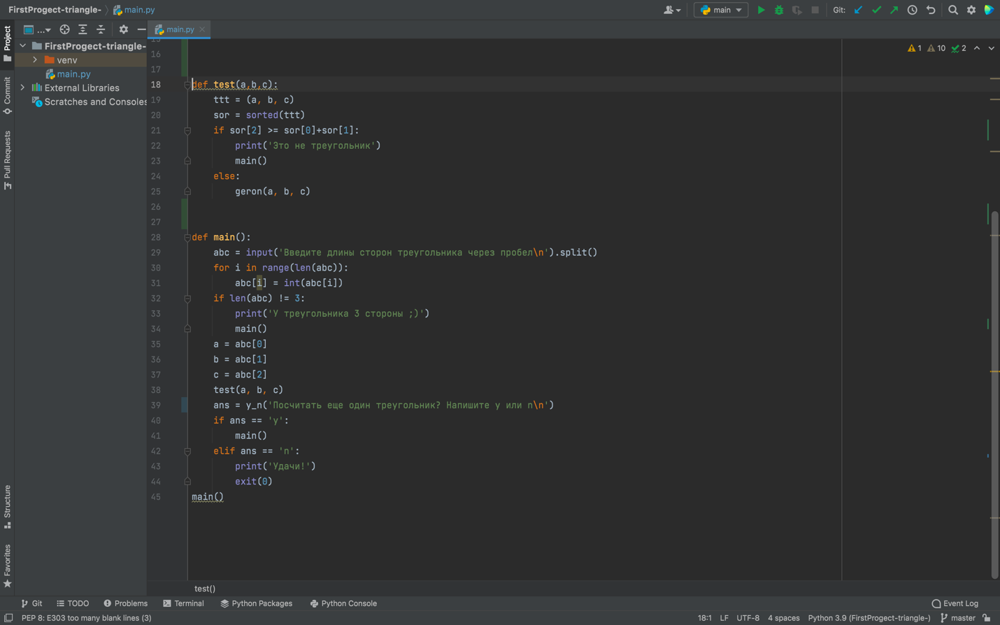 FirstProgect-triangle- main.py
main
Git:
Project
Commit
Pull Requests
Structure
Favorites
...
main.py
FirstProgect-triangle-
venv
main.py
External Libraries
Scratches and Consoles
1 10 2
15
16
17
18 def test(a,b,c):
19 ttt = (a, b, c)
20 sor = sorted(ttt)
21 if sor[2] >= sor[0]+sor[1]:
22 print('Это не треугольник')
23 main()
24 else:
25 geron(a, b, c)
26
27
28 def main():
29 abc = input('Введите длины сторон треугольника через пробел\n').split()
30 for i in range(len(abc)):
31 abc[i] = int(abc[i])
32 if len(abc) != 3:
33 print('У треугольника 3 стороны ;)')
34 main()
35 a = abc[0]
36 b = abc[1]
37 c = abc[2]
38 test(a, b, c)
39 ans = y_n('Посчитать еще один треугольник? Напишите y или n\n')
40 if ans == 'y':
41 main()
42 elif ans == 'n':
43 print('Удачи!')
44 exit(0)
45 main()
test()
Git TODO Problems Terminal Python Packages Python Console Event Log
PEP 8: E303 too many blank lines (3) 18:1 LF UTF-8 4 spaces Python 3.9 (FirstProgect-triangle-) master